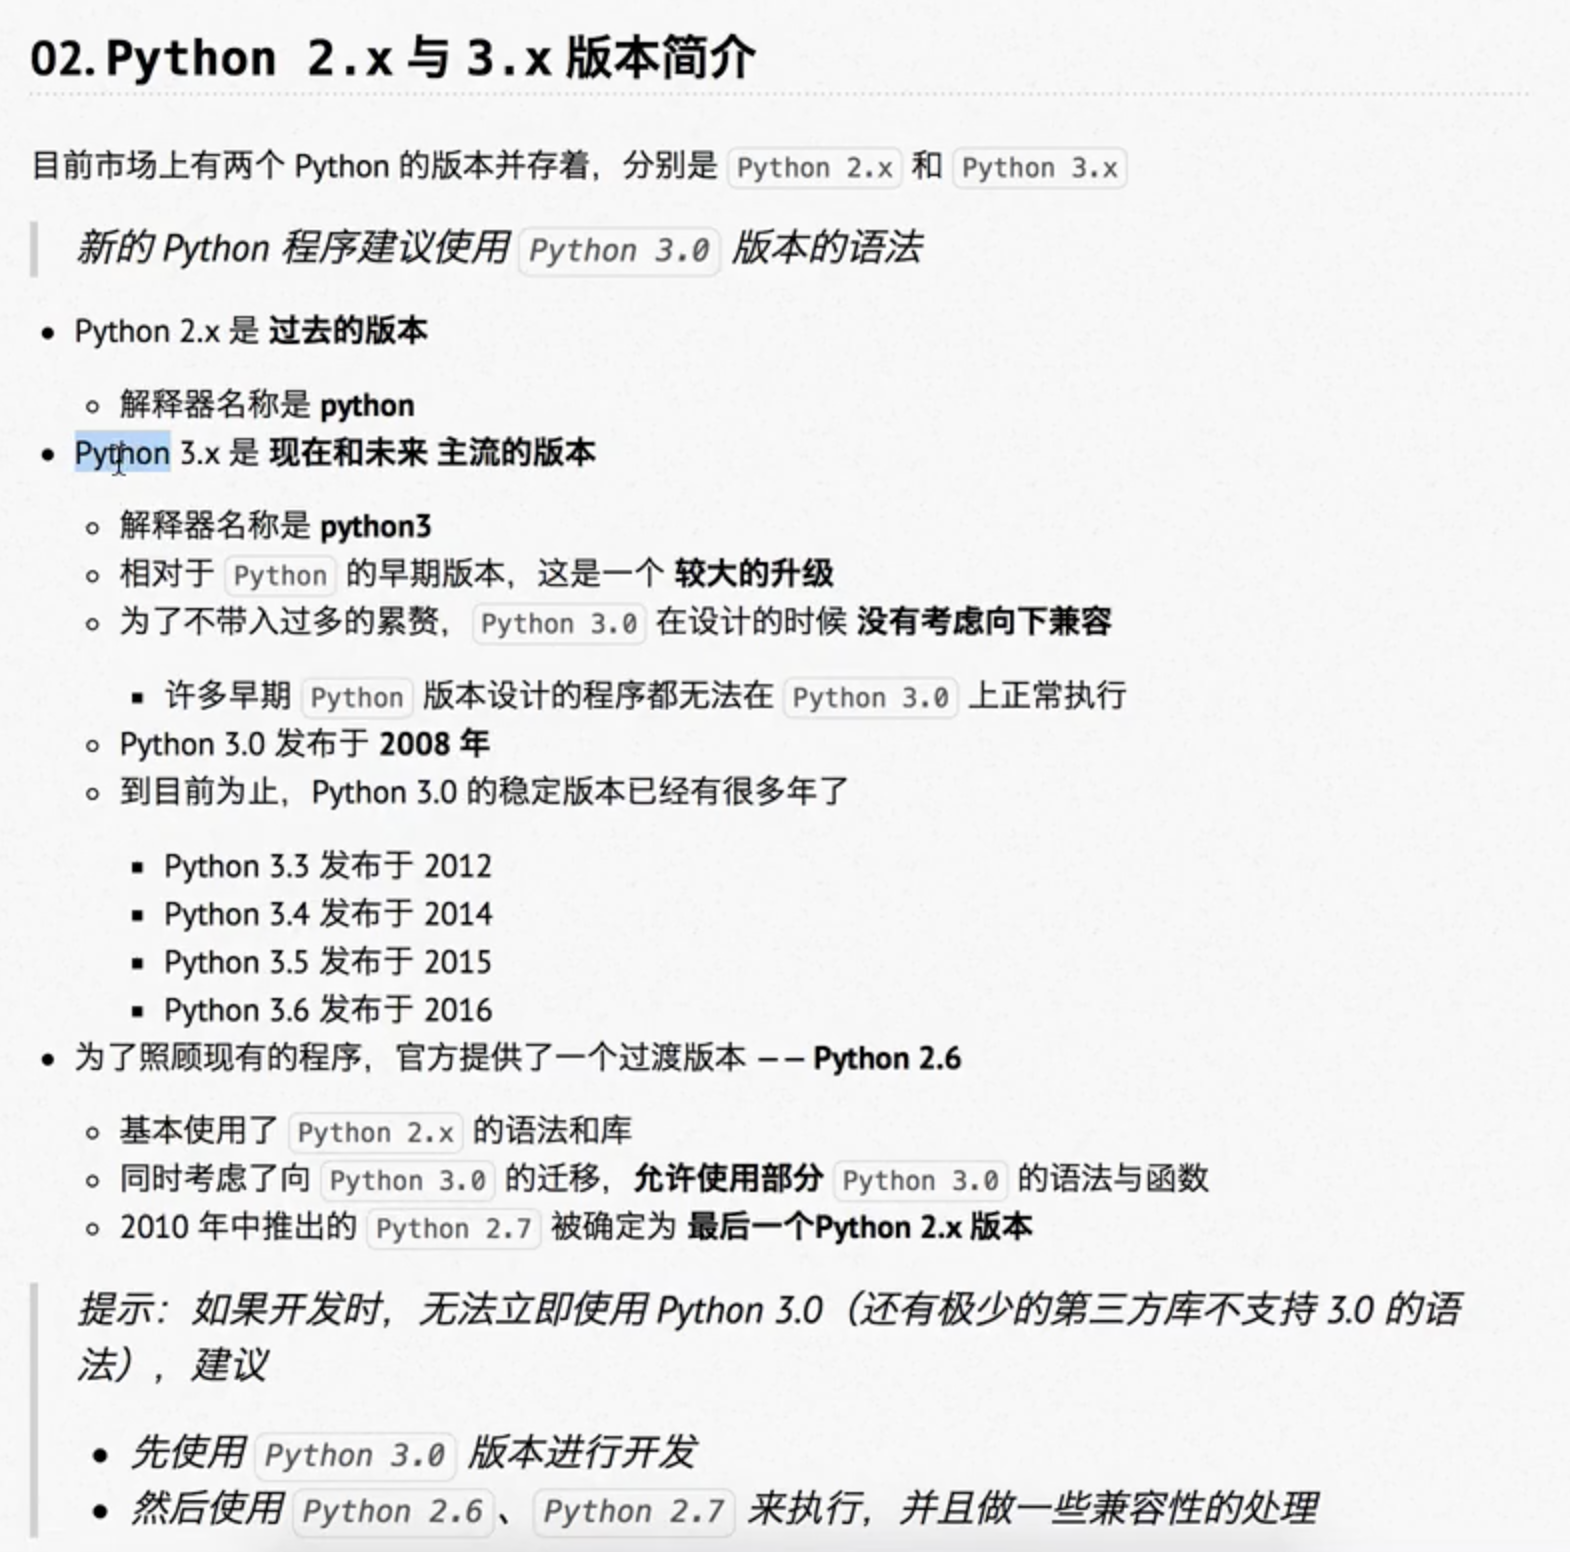 02. Python 2.x 与 3.x 版本简介
目前市场上有两个 Python 的版本并存着，分别是 Python 2.x 和 Python 3.x
新的 Python 程序建议使用 Python 3.0 版本的语法
Python 2.x 是 过去的版本
解释器名称是 python
Python 3.x 是 现在和未来 主流的版本
解释器名称是 python3
相对于 Python 的早期版本，这是一个 较大的升级
为了不带入过多的累赘， Python 3.0 在设计的时候 没有考虑向下兼容
许多早期 Python 版本设计的程序都无法在 Python 3.0 上正常执行
Python 3.0 发布于 2008 年
到目前为止，Python 3.0 的稳定版本已经有很多年了
Python 3.3 发布于 2012
Python 3.4 发布于 2014
Python 3.5 发布于 2015
Python 3.6 发布于 2016
为了照顾现有的程序，官方提供了一个过渡版本 —— Python 2.6
基本使用了 Python 2.x 的语法和库
同时考虑了向 Python 3.0 的迁移，允许使用部分 Python 3.0 的语法与函数
2010 年中推出的 Python 2.7 被确定为 最后一个Python 2.x 版本
提示：如果开发时，无法立即使用 Python 3.0（还有极少的第三方库不支持 3.0 的语
法），建议
先使用 Python 3.0 版本进行开发
然后使用 Python 2.6、 Python 2.7 来执行，并且做一些兼容性的处理